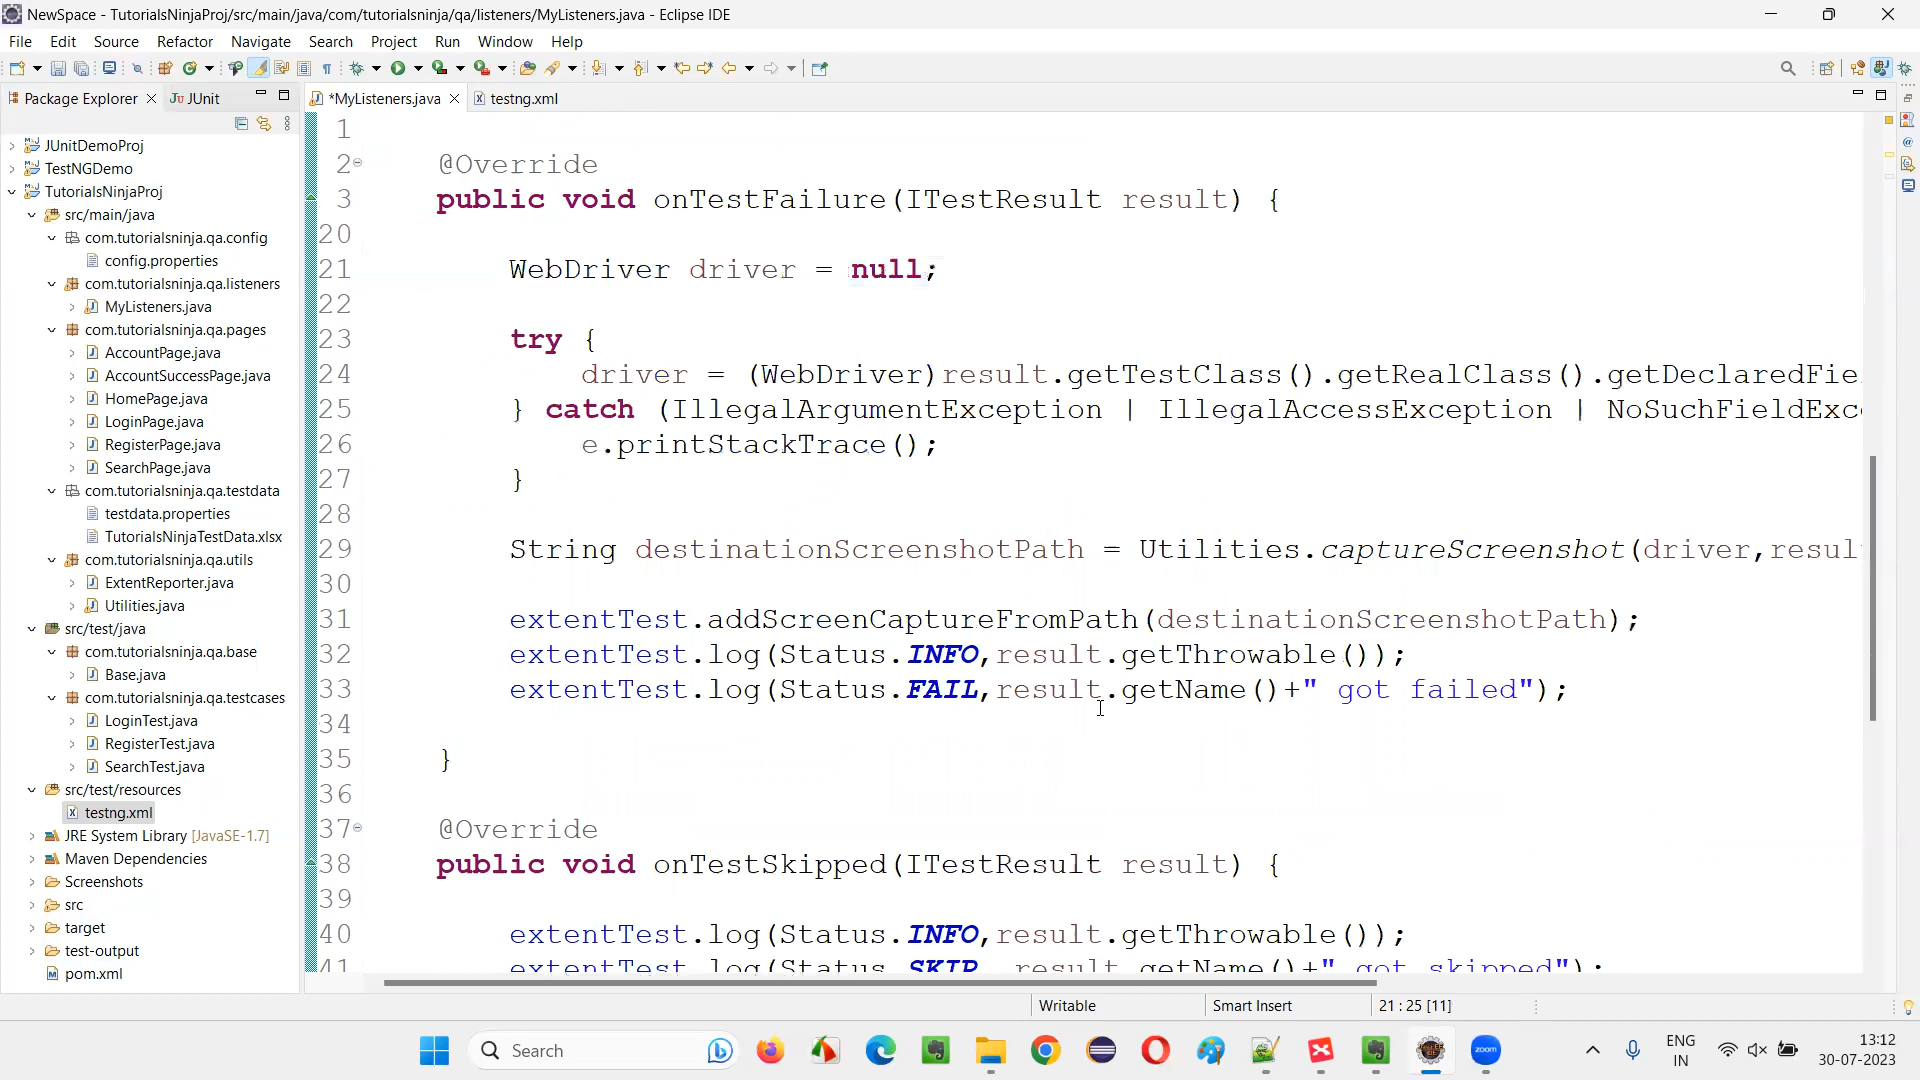 NewSpace - TutorialsNinjaProj/src/main/java/com/tutorialsninja/qa/listeners/MyListeners.java - Eclipse IDE
File Edit Source Refactor Navigate Search Project Run Window Help
Package Explorer JUnit
*MyListeners.java testng.xml
JUnitDemoProj
TestNGDemo
TutorialsNinjaProj
src/main/java
com.tutorialsninja.qa.config
config.properties
com.tutorialsninja.qa.listeners
MyListeners.java
com.tutorialsninja.qa.pages
AccountPage.java
AccountSuccessPage.java
HomePage.java
LoginPage.java
RegisterPage.java
SearchPage.java
com.tutorialsninja.qa.testdata
testdata.properties
TutorialsNinjaTestData.xlsx
com.tutorialsninja.qa.utils
ExtentReporter.java
Utilities.java
src/test/java
com.tutorialsninja.qa.base
Base.java
com.tutorialsninja.qa.testcases
LoginTest.java
RegisterTest.java
SearchTest.java
src/test/resources
testng.xml
JRE System Library [JavaSE-1.7]
Maven Dependencies
Screenshots
src
target
test-output
pom.xml
1
2 @Override
3 public void onTestFailure(ITestResult result) {
20
21 WebDriver driver = null;
22
23 try {
24 driver = (WebDriver)result.getTestClass().getRealClass().getDeclaredFie
25 } catch (IllegalArgumentException | IllegalAccessException | NoSuchFieldExc
26 e.printStackTrace();
27 }
28
29 String destinationScreenshotPath = Utilities.captureScreenshot(driver,resul
30
31 extentTest.addScreenCaptureFromPath(destinationScreenshotPath);
32 extentTest.log(Status.INFO,result.getThrowable());
33 extentTest.log(Status.FAIL,result.getName()+" got failed");
34
35 }
36
37 @Override
38 public void onTestSkipped(ITestResult result) {
39
40 extentTest.log(Status.INFO,result.getThrowable());
41 extentTest.log(Status.SKIP, result.getName()+" got skipped");
Writable Smart Insert 21 : 25 [11]
Search
zoom
ENG
IN
13:12
30-07-2023